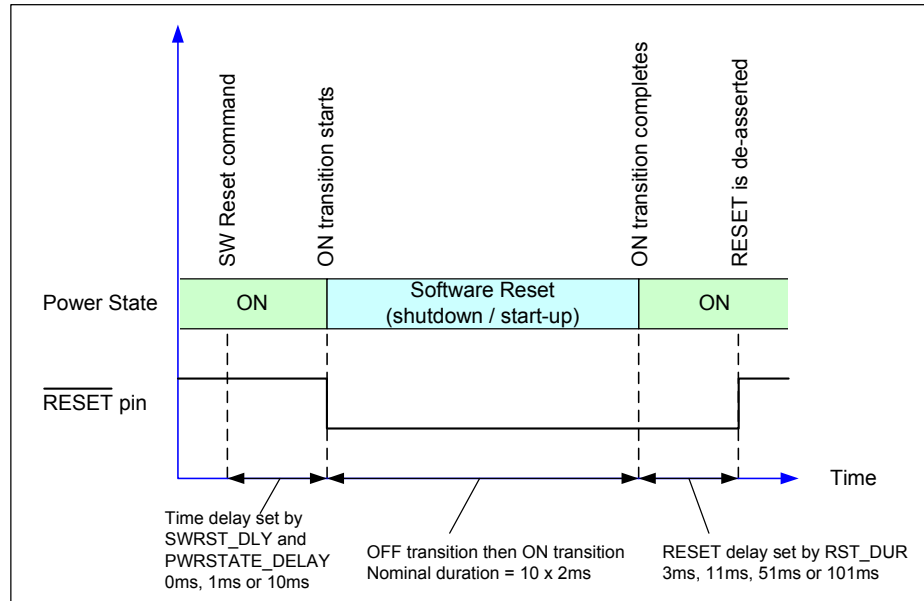 SW Reset command
ON transition starts
ON transition completes
RESET is de-asserted
Power State
ON
Software Reset
(shutdown / start-up)
ON
RESET pin
Time
Time delay set by
SWRST_DLY and
PWRSTATE_DELAY
0ms, 1ms or 10ms
OFF transition then ON transition
Nominal duration = 10 x 2ms
RESET delay set by RST_DUR
3ms, 11ms, 51ms or 101ms